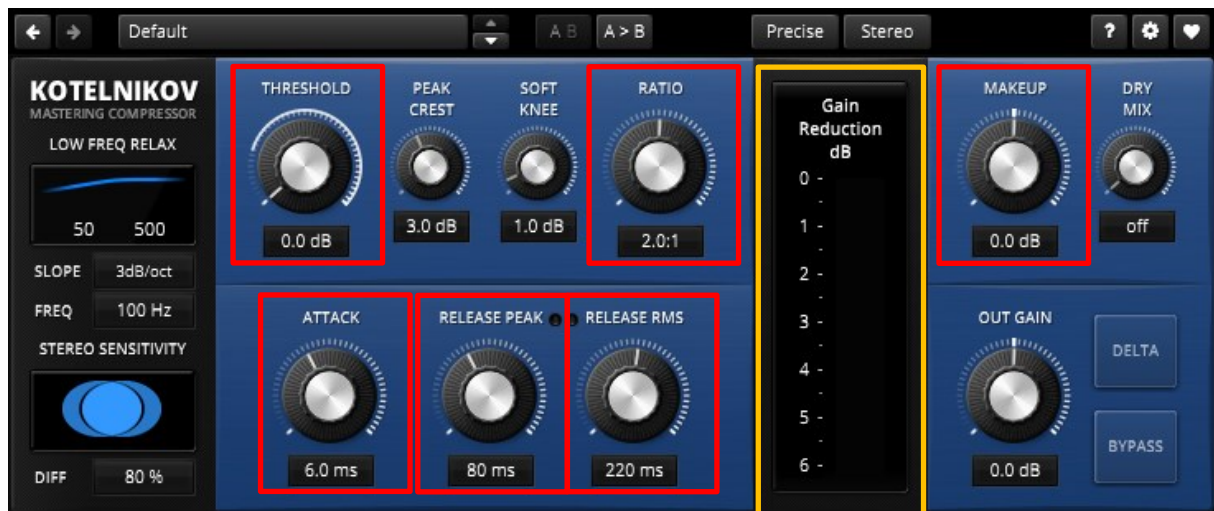 Default
A B
A > B
Precise
Stereo
?
KOTELNIKOV
MASTERING COMPRESSOR
LOW FREQ RELAX
50 500
SLOPE 3dB/oct
FREQ 100 Hz
STEREO SENSITIVITY
DIFF 80 %
THRESHOLD
0.0 dB
PEAK
CREST
3.0 dB
SOFT
KNEE
1.0 dB
RATIO
2.0:1
ATTACK
6.0 ms
RELEASE PEAK
80 ms
RELEASE RMS
220 ms
Gain
Reduction
dB
0 -
1 -
2 -
3 -
4 -
5 -
6 -
MAKEUP
0.0 dB
DRY
MIX
off
OUT GAIN
0.0 dB
DELTA
BYPASS